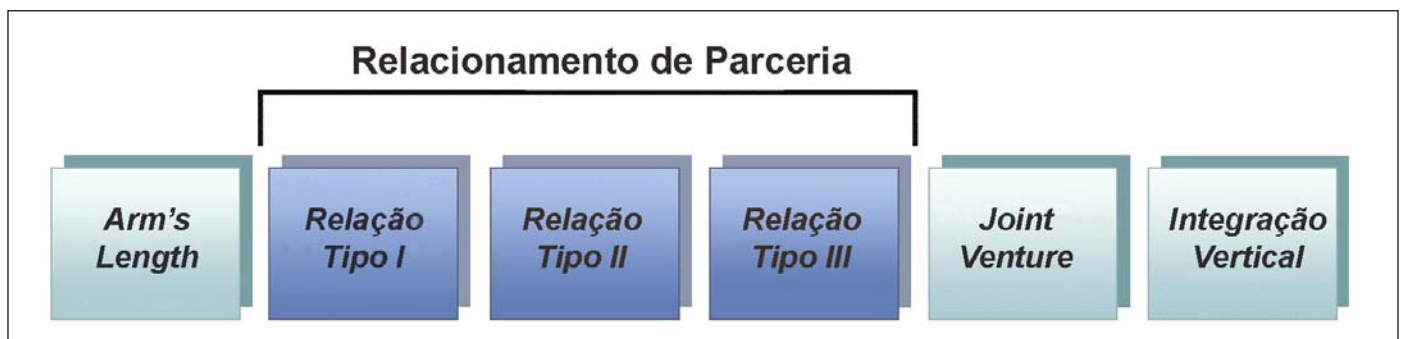 Relacionamento de Parceria
Arm's
Length
Relação
Tipo I
Relação
Tipo II
Relação
Tipo III
Joint
Venture
Integração
Vertical